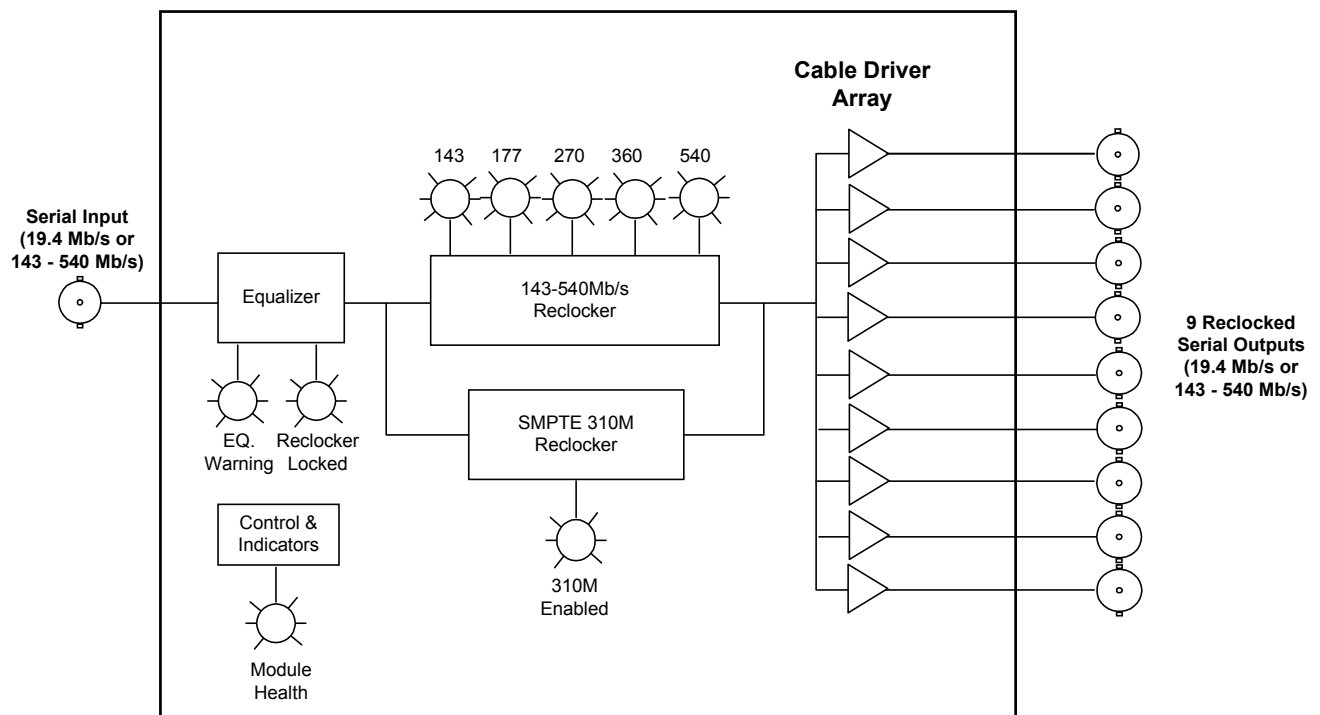 Cable Driver
Array
143 177 270 360 540
Serial Input
(19.4 Mb/s or
143 - 540 Mb/s)
Equalizer
143-540Mb/s
Reclocker
9 Reclocked
Serial Outputs
(19.4 Mb/s or
143 - 540 Mb/s)
EQ.
Warning
Reclocker
Locked
SMPTE 310M
Reclocker
Control &
Indicators
310M
Enabled
Module
Health